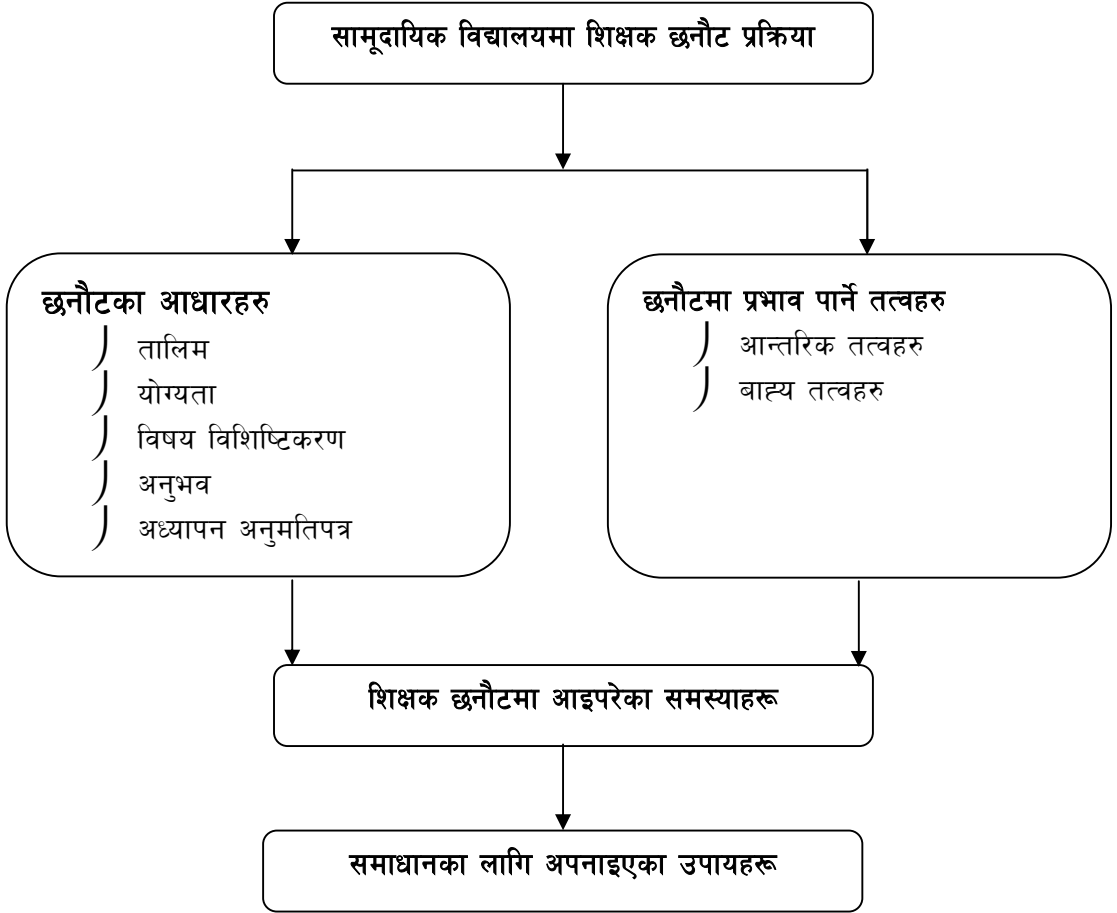 सामूदायिक विद्यालयमा शिक्षक छनौट प्रक्रिया
छनौटका आधारहरु
तालिम
योग्यता
विषय विशिष्टिकरण
अनुभव
अध्यापन अनुमतिपत्र
छनौटमा प्रभाव पार्ने तत्वहरु
आन्तरिक तत्वहरु
बाह्य तत्वहरु
शिक्षक छनौटमा आइपरेका समस्याहरू
समाधानका लागि अपनाइएका उपायहरू